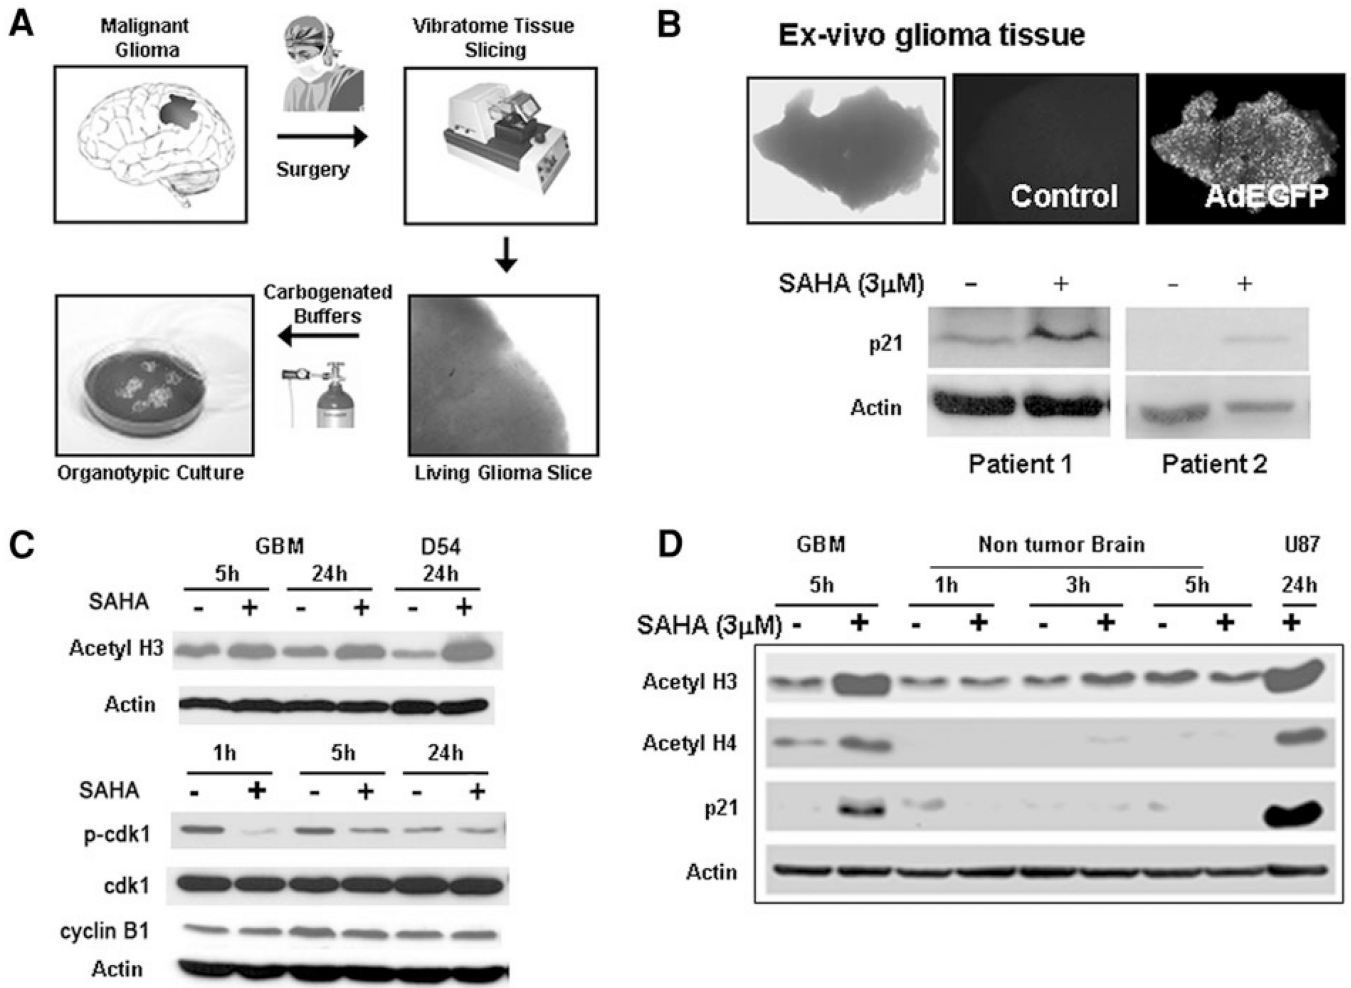 A
Malignant
Glioma
Surgery
Vibratome Tissue
Slicing
Carbogenated
Buffers
Organotypic Culture
Living Glioma Slice
B
Ex-vivo glioma tissue
Control
AdEGFP
SAHA (3µM) - + - +
p21
Actin
Patient 1 Patient 2
C
GBM D54
5h 24h 24h
SAHA - + - + - +
Acetyl H3
Actin
1h 5h 24h
SAHA - + - + - +
p-cdk1
cdk1
cyclin B1
Actin
D
GBM Non tumor Brain U87
5h 1h 3h 5h 24h
SAHA (3µM) - + - + - + - + +
Acetyl H3
Acetyl H4
p21
Actin